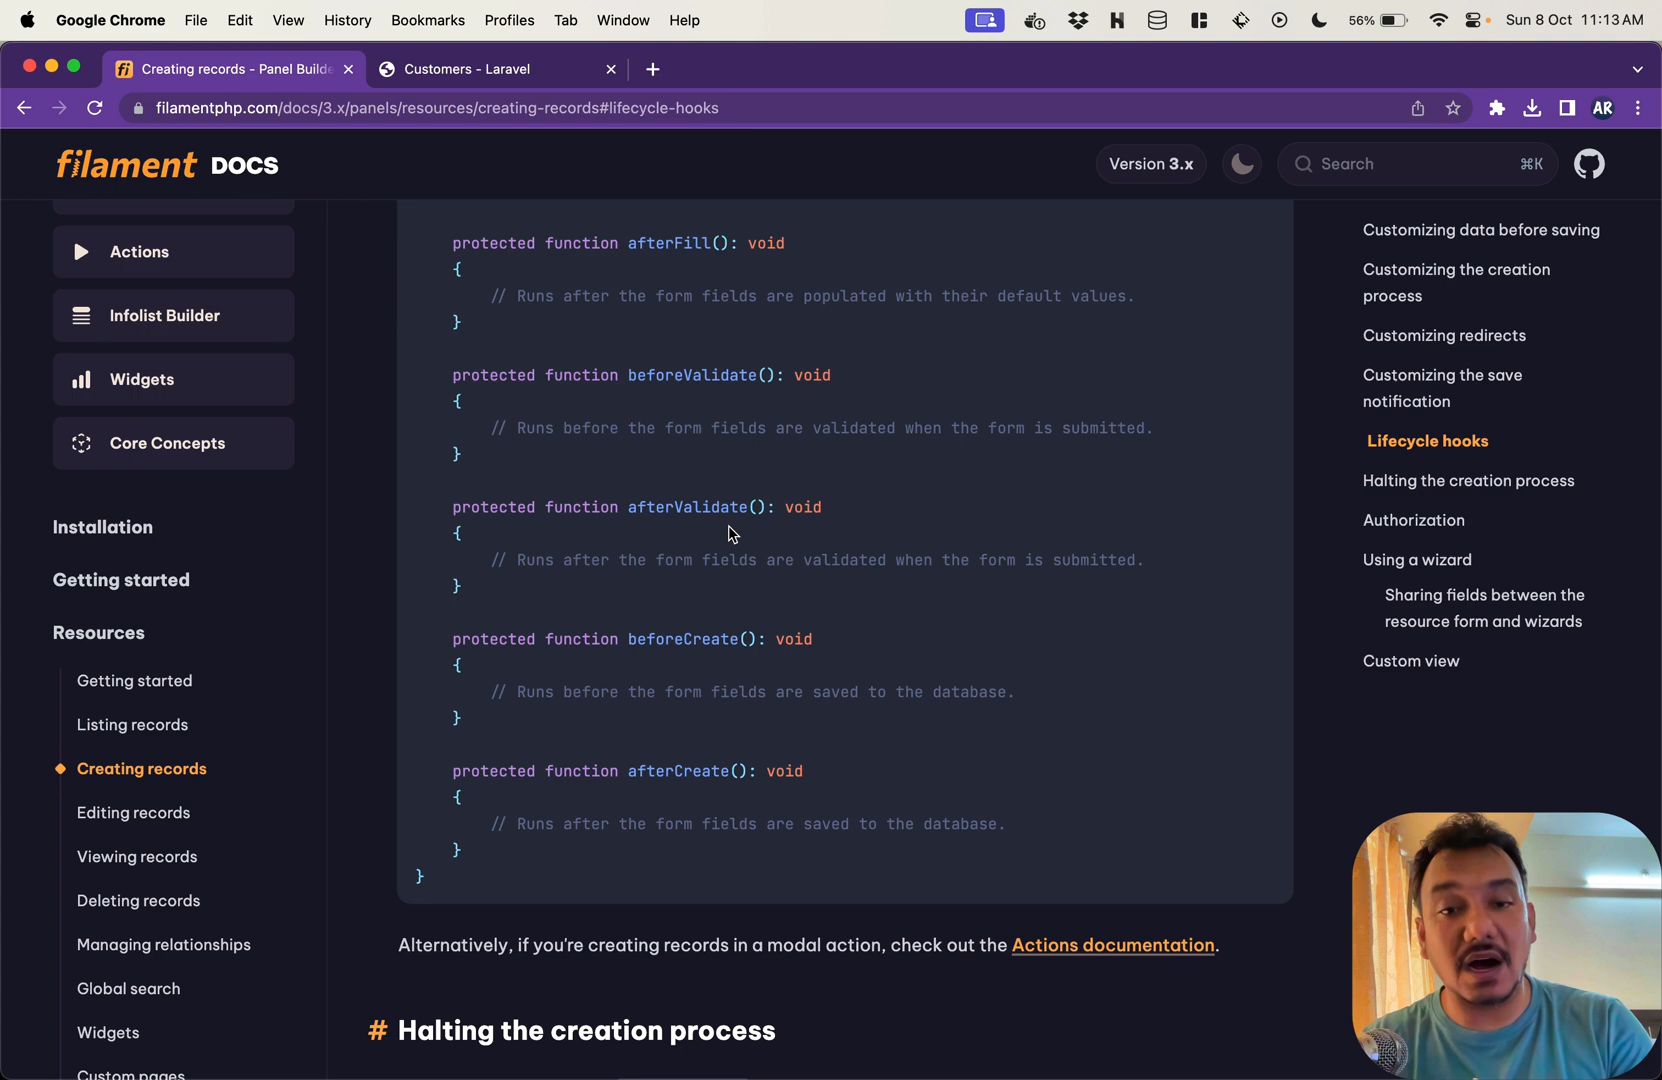 Google Chrome File Edit View History Bookmarks Profiles Tab Window Help 56% Sun 8 Oct 11:13 AM
Creating records - Panel Builde
Customers - Laravel
filamentphp.com/docs/3.x/panels/resources/creating-records#lifecycle-hooks
AR
filament DOCS
Version 3.x
Search ⌘K
Actions
Infolist Builder
Widgets
Core Concepts
Installation
Getting started
Resources
Getting started
Listing records
Creating records
Editing records
Viewing records
Deleting records
Managing relationships
Global search
Widgets
Custom pages
protected function afterFill(): void
{
// Runs after the form fields are populated with their default values.
}
protected function beforeValidate(): void
{
// Runs before the form fields are validated when the form is submitted.
}
protected function afterValidate(): void
{
// Runs after the form fields are validated when the form is submitted.
}
protected function beforeCreate(): void
{
// Runs before the form fields are saved to the database.
}
protected function afterCreate(): void
{
// Runs after the form fields are saved to the database.
}
}
Alternatively, if you're creating records in a modal action, check out the Actions documentation.
# Halting the creation process
Customizing data before saving
Customizing the creation
process
Customizing redirects
Customizing the save
notification
Lifecycle hooks
Halting the creation process
Authorization
Using a wizard
Sharing fields between the
resource form and wizards
Custom view